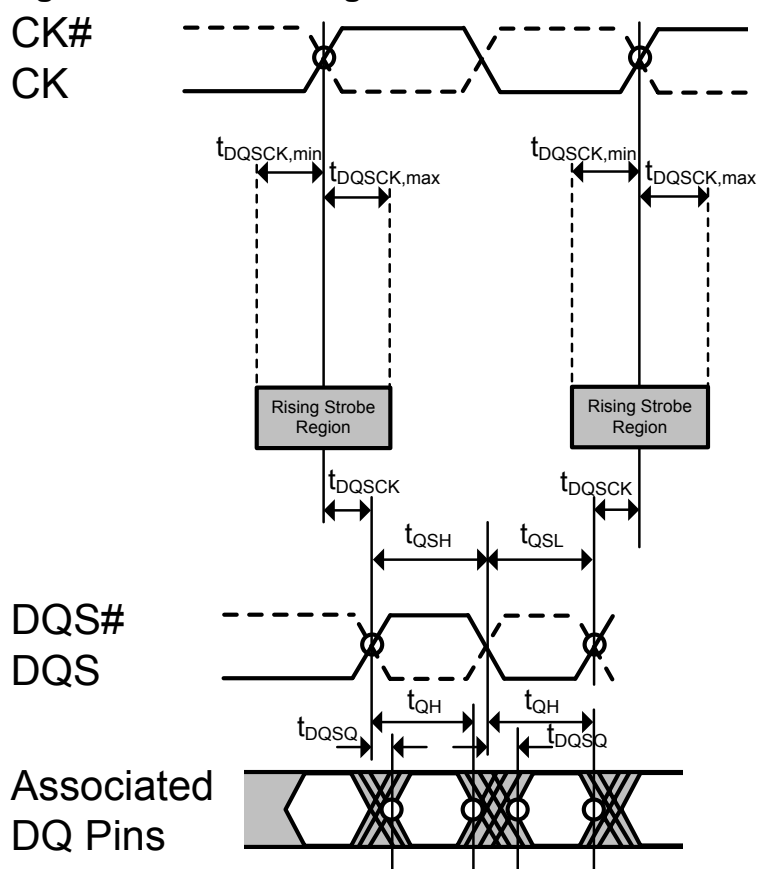 CK#
CK
tDQSCK,min
tDQSCK,max
tDQSCK,min
tDQSCK,max
Rising Strobe
Region
Rising Strobe
Region
tDQSCK
tDQSCK
tQSH
tQSL
DQS#
DQS
tQH
tQH
tDQSQ
tDQSQ
Associated
DQ Pins